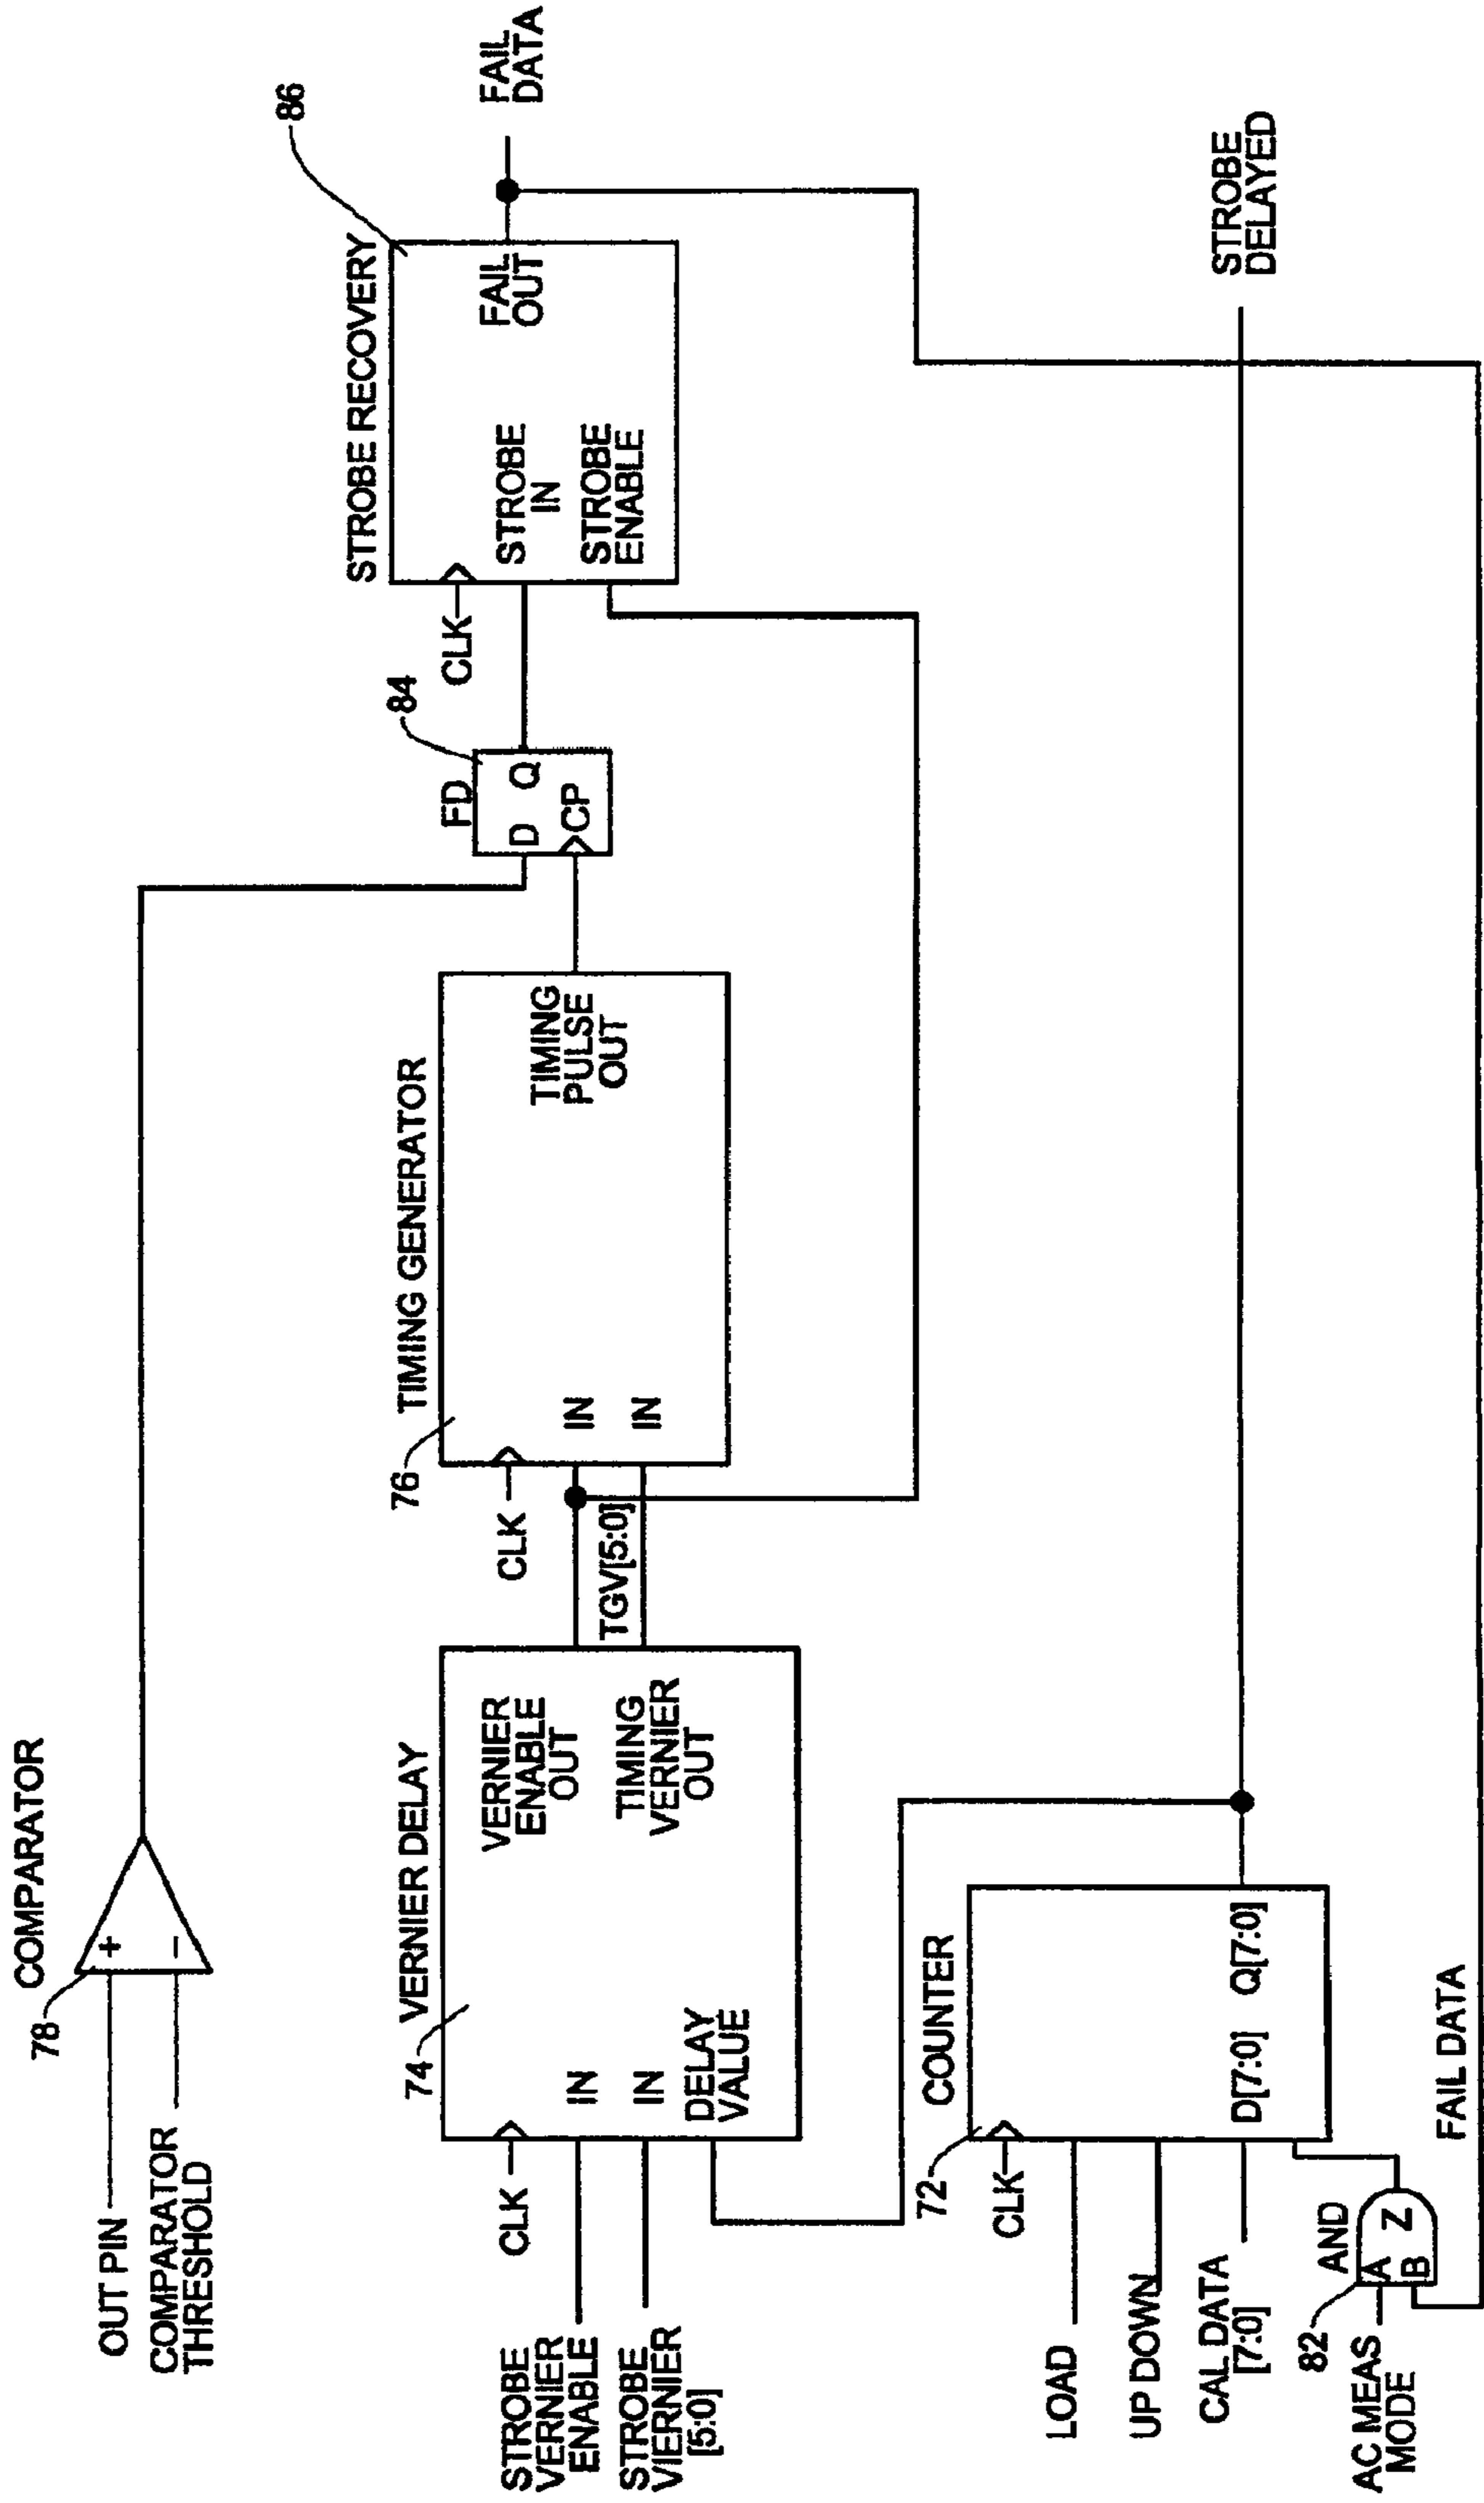 COMPARATOR
78
+
−
OUT PIN
COMPARATOR
THRESHOLD
STROBE RECOVERY
86
CLK
STROBE
IN
STROBE
ENABLE
FAIL
OUT
FAIL
DATA
FD
84
D
Q
CP
TIMING GENERATOR
76
CLK
IN
IN
TIMING
PULSE
OUT
TGV[5:0]
VERNIER DELAY
74
CLK
IN
IN
DELAY
VALUE
VERNIER
ENABLE
OUT
TIMING
VERNIER
OUT
STROBE
VERNIER
ENABLE
STROBE
VIERNIER
[5:0]
COUNTER
72
CLK
D[7:0]
Q[7:0]
LOAD
UP DOWN
CAL DATA
[7:0]
STROBE
DELAYED
AND
82
A
B
Z
AC MEAS
MODE
FAIL DATA